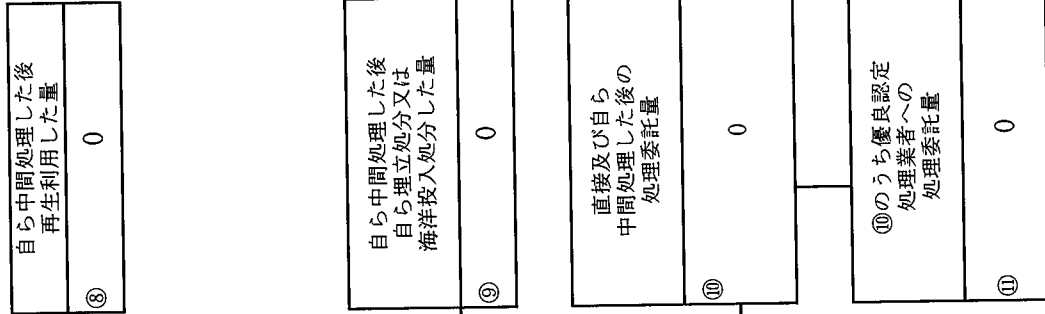 自ら中間処理した後
再生利用した量
⑧
0
自ら中間処理した後
自ら埋立処分又は
海洋投入処分した量
⑨
0
直接及び自ら
中間処理した後の
処理委託量
⑩
0
⑩のうち優良認定
処理業者への
処理委託量
⑪
0